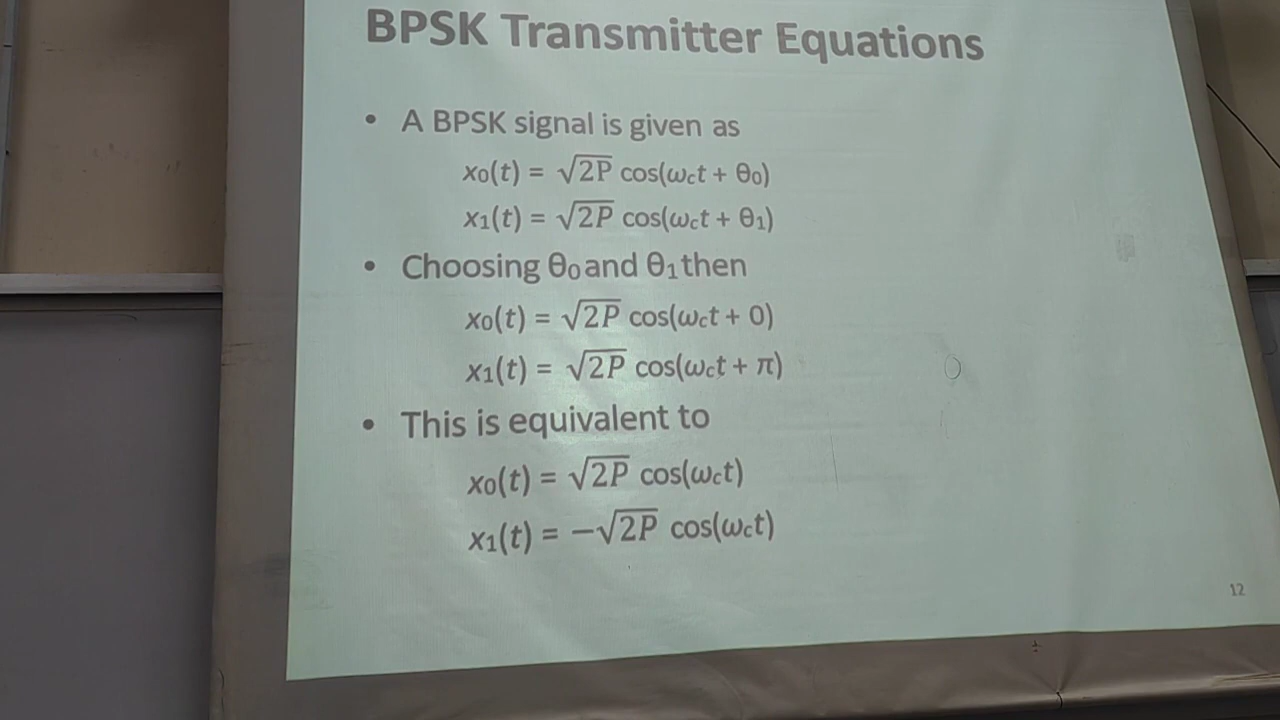 BPSK Transmitter Equations
• A BPSK signal is given as
x₀(t) = √2P cos(ωct + θ₀)
x₁(t) = √2P cos(ωct + θ₁)
• Choosing θ₀ and θ₁ then
x₀(t) = √2P cos(ωct + 0)
x₁(t) = √2P cos(ωct + π)
• This is equivalent to
x₀(t) = √2P cos(ωct)
x₁(t) = −√2P cos(ωct)
12